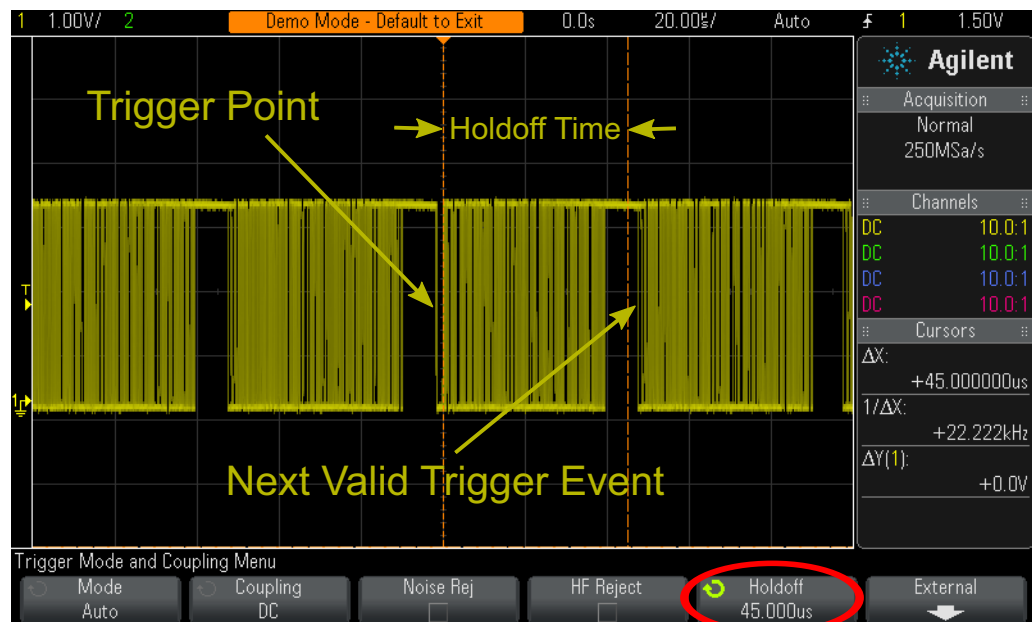 1 1.00V/ 2 Demo Mode - Default to Exit 0.0s 20.00µs/ Auto 1 1.50V
Agilent
Acquisition
Normal
250MSa/s
Channels
DC 10.0:1
DC 10.0:1
DC 10.0:1
DC 10.0:1
Cursors
ΔX:
+45.000000us
1/ΔX:
+22.222kHz
ΔY(1):
+0.0V
Trigger Point
Holdoff Time
T
1
Next Valid Trigger Event
Trigger Mode and Coupling Menu
Mode
Auto
Coupling
DC
Noise Rej
HF Reject
Holdoff
45.000us
External